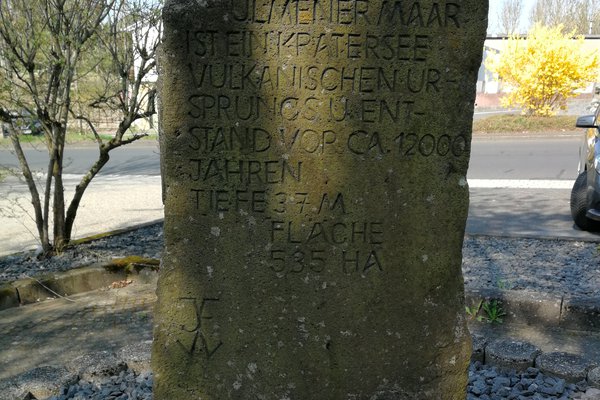 ULMENER MAAR
IST EIN KRATERSEE
VULKANISCHEN UR-
SPRUNGS U. ENT-
STAND VOR CA. 12000
JAHREN
TIEFE 37 M
FLÄCHE
5.35 HA